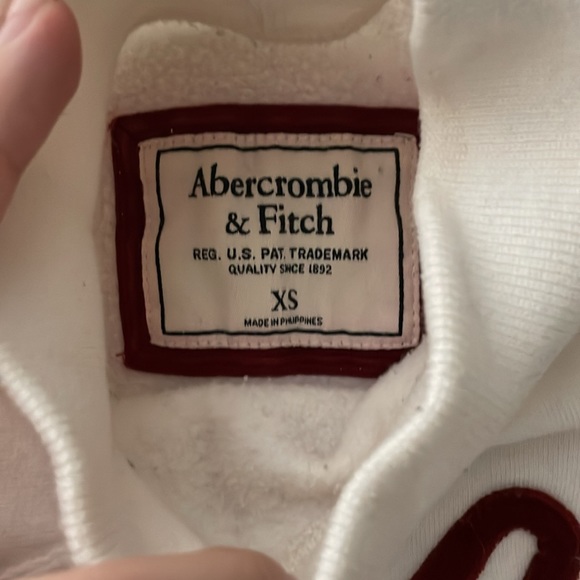 Abercrombie
& Fitch
REG. U.S. PAT. TRADEMARK
QUALITY SINCE 1892
XS
MADE IN PHILIPPINES